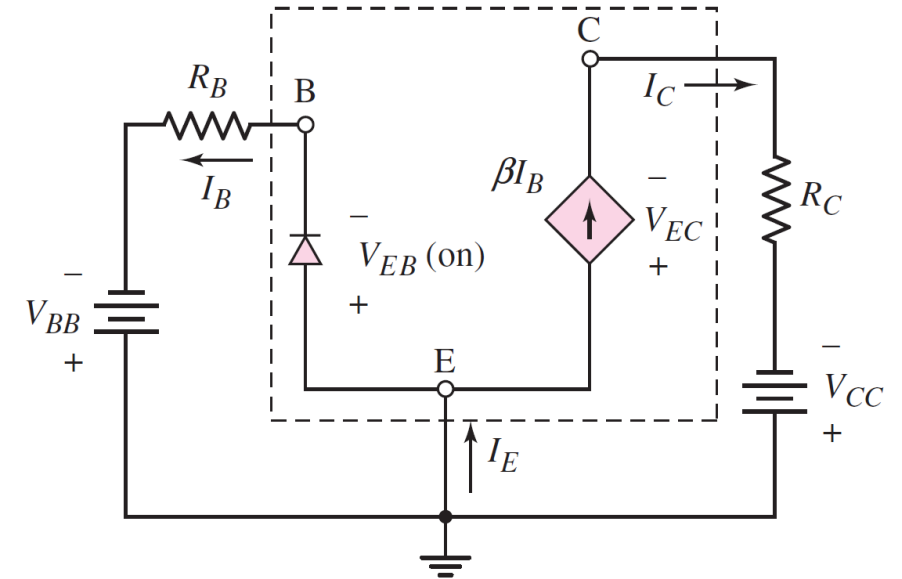 C
R_B
B
I_C
I_B
βI_B
−
V_EC
+
R_C
−
V_EB (on)
+
−
V_BB
+
E
−
V_CC
+
I_E